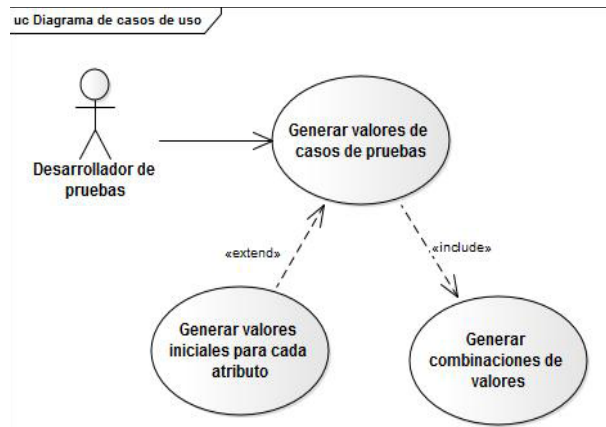 uc Diagrama de casos de uso
Generar valores de
casos de pruebas
Desarrollador de
pruebas
«extend»
«include»
Generar valores
iniciales para cada
atributo
Generar
combinaciones de
valores